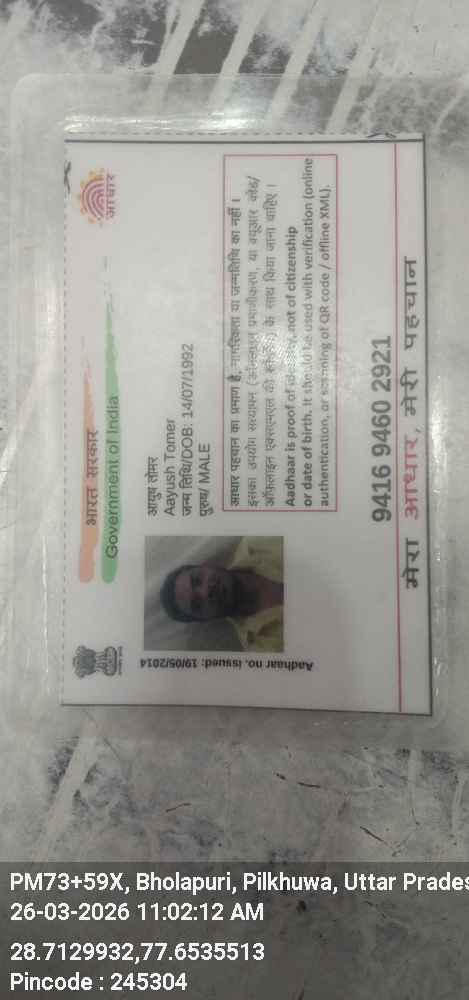 भारत सरकार
Government of India
आधार
आयुष तोमर
Aayush Tomer
जन्म तिथि/DOB: 14/07/1992
पुरुष/ MALE
Aadhaar no. issued: 19/05/2014
आधार पहचान का प्रमाण है, नागरिकता या जन्मतिथि का नहीं ।
इसका उपयोग सत्यापन (ऑनलाइन प्रमाणीकरण, या क्यूआर कोड/
ऑफ़लाइन एक्सएमएल की स्कैनिंग) के साथ किया जाना चाहिए ।
Aadhaar is proof of identity, not of citizenship
or date of birth. It should be used with verification (online
authentication, or scanning of QR code / offline XML).
9416 9460 2921
मेरा आधार, मेरी पहचान
PM73+59X, Bholapuri, Pilkhuwa, Uttar Prades
26-03-2026 11:02:12 AM
28.7129932,77.6535513
Pincode : 245304